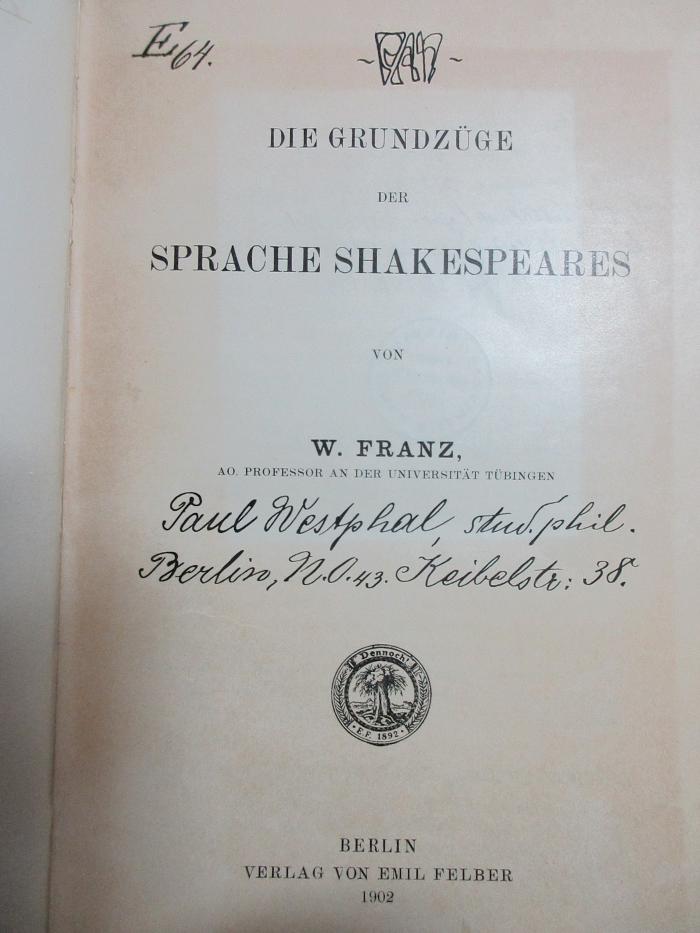 E 64.
DIE GRUNDZÜGE
DER
SPRACHE SHAKESPEARES
VON
W. FRANZ,
AO. PROFESSOR AN DER UNIVERSITÄT TÜBINGEN
Paul Westphal, stud. phil.
Berlin, N.O. 43. Keibelstr: 38.
Dennoch!
E.F. 1892
BERLIN
VERLAG VON EMIL FELBER
1902